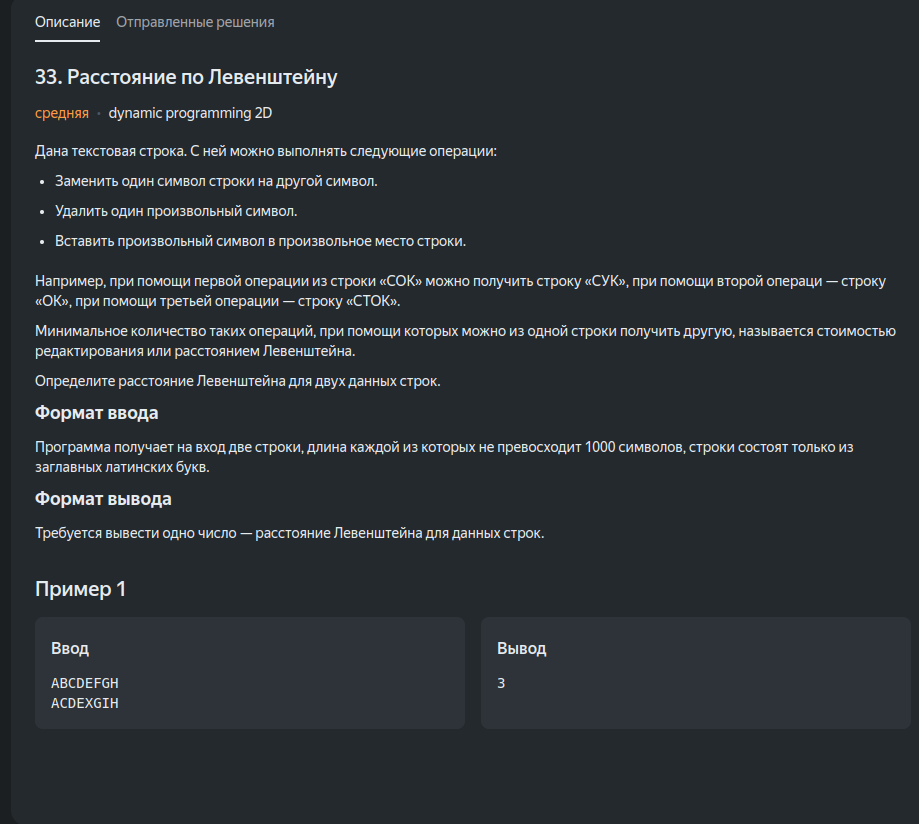 Описание Отправленные решения
33. Расстояние по Левенштейну
средняя · dynamic programming 2D
Дана текстовая строка. С ней можно выполнять следующие операции:
• Заменить один символ строки на другой символ.
• Удалить один произвольный символ.
• Вставить произвольный символ в произвольное место строки.
Например, при помощи первой операции из строки «СОК» можно получить строку «СУК», при помощи второй операци — строку
«ОК», при помощи третьей операции — строку «СТОК».
Минимальное количество таких операций, при помощи которых можно из одной строки получить другую, называется стоимостью
редактирования или расстоянием Левенштейна.
Определите расстояние Левенштейна для двух данных строк.
Формат ввода
Программа получает на вход две строки, длина каждой из которых не превосходит 1000 символов, строки состоят только из
заглавных латинских букв.
Формат вывода
Требуется вывести одно число — расстояние Левенштейна для данных строк.
Пример 1
Ввод
ABCDEFGH
ACDEXGIH
Вывод
3